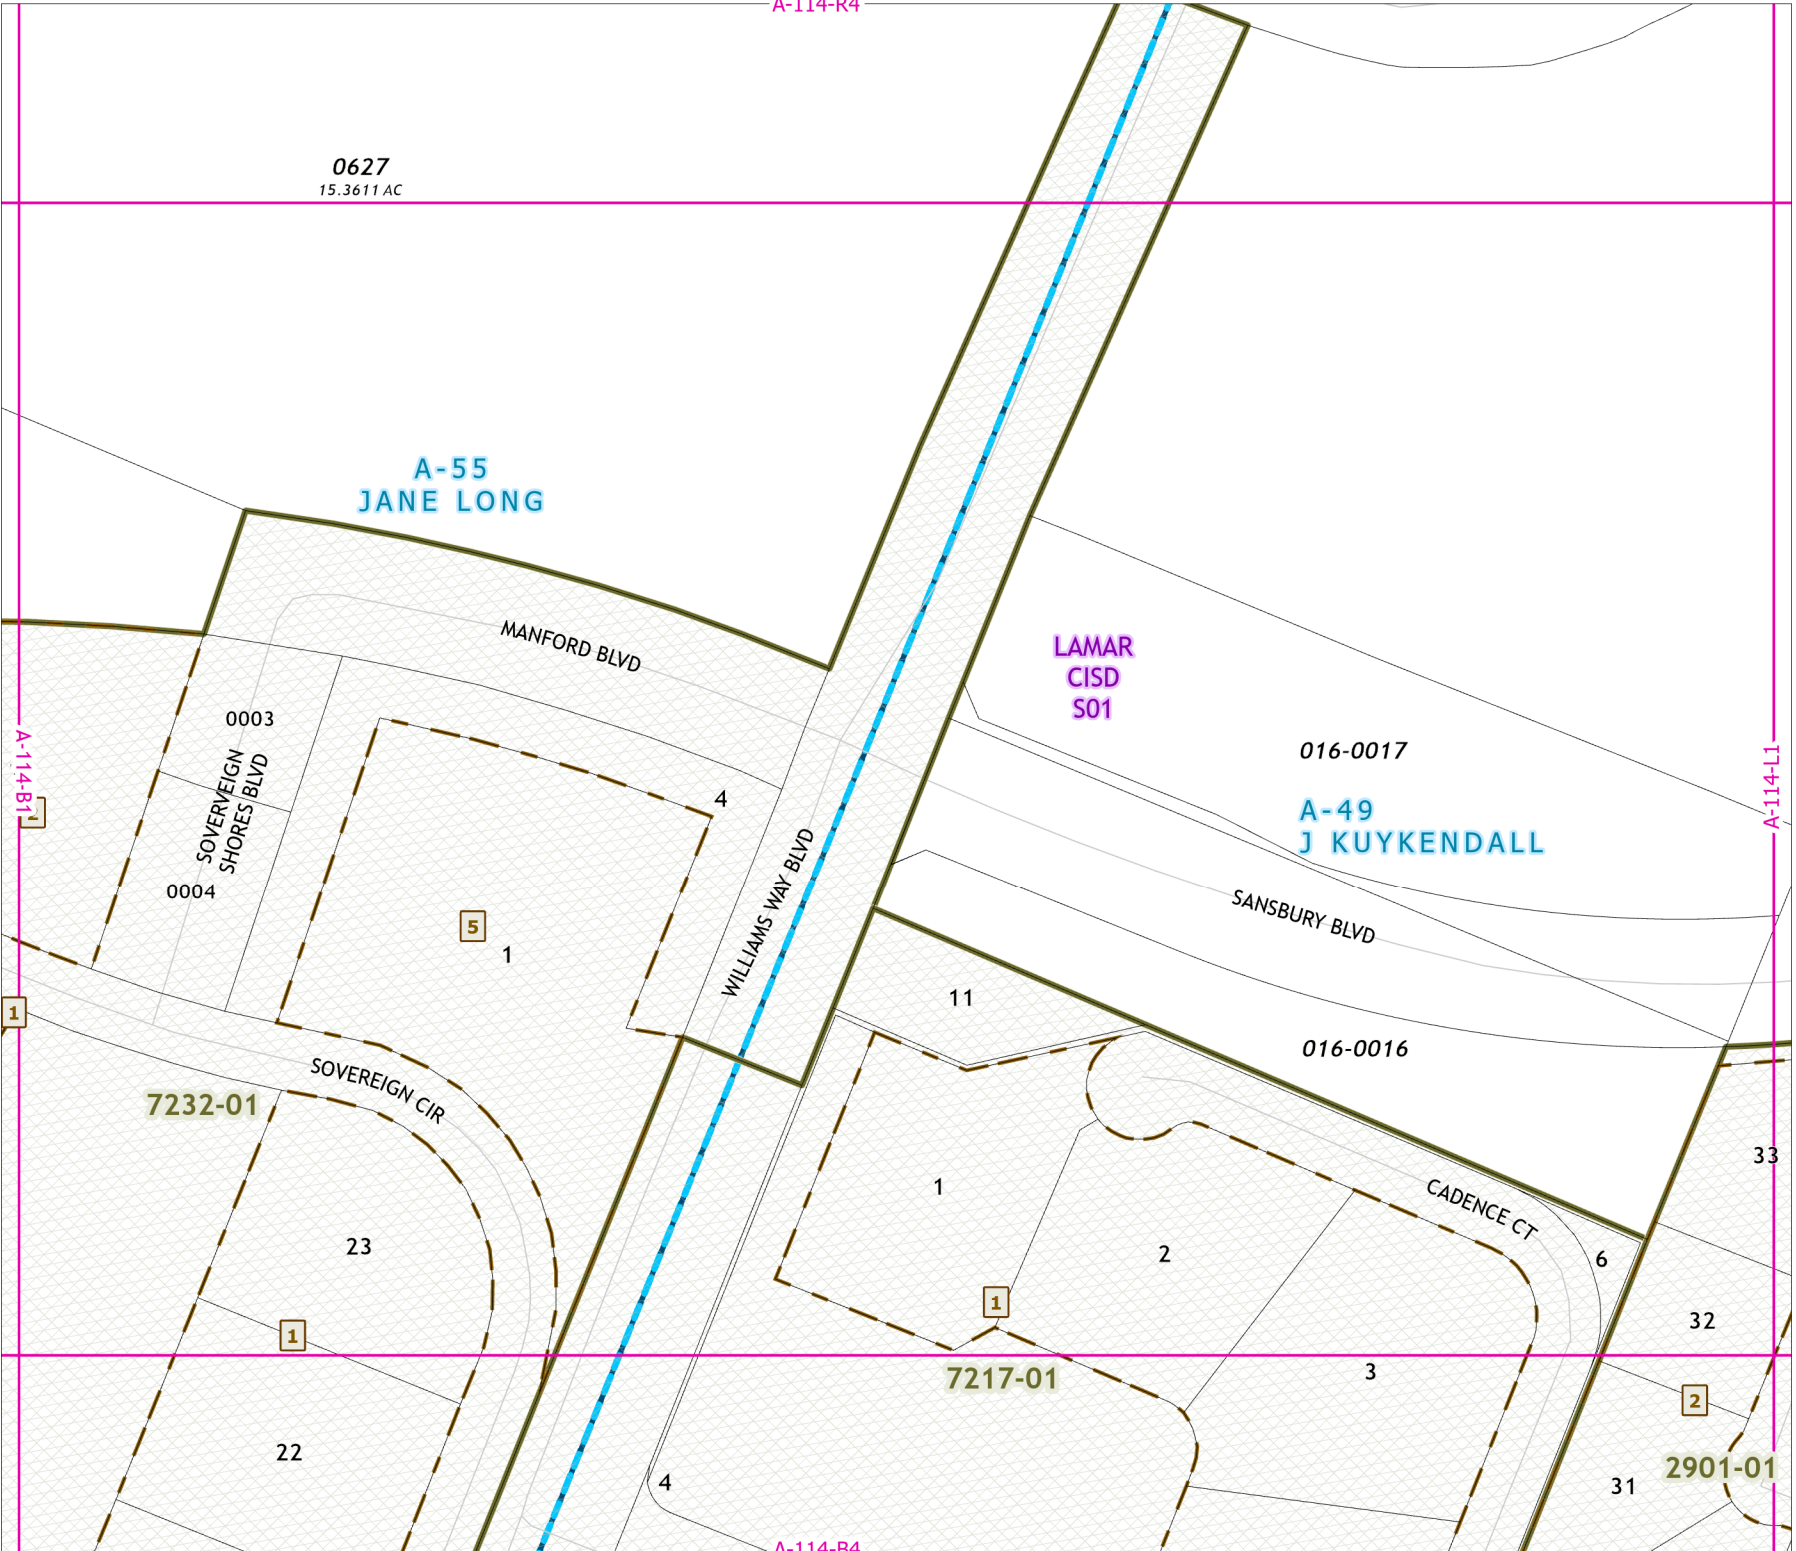 A-114-R4
0627
15.3611 AC
A-55
JANE LONG
MANFORD BLVD
LAMAR
CISD
S01
0003
A-114-B1
SOVERVEIGN
SHORES BLVD
016-0017
A-114-L1
4
A-49
J KUYKENDALL
WILLIAMS WAY BLVD
0004
5
1
SANSBURY BLVD
11
1
016-0016
SOVEREIGN CIR
7232-01
33
1
CADENCE CT
23
2
6
1
1
32
7217-01
3
2
22
2901-01
4
31
A-114-B4